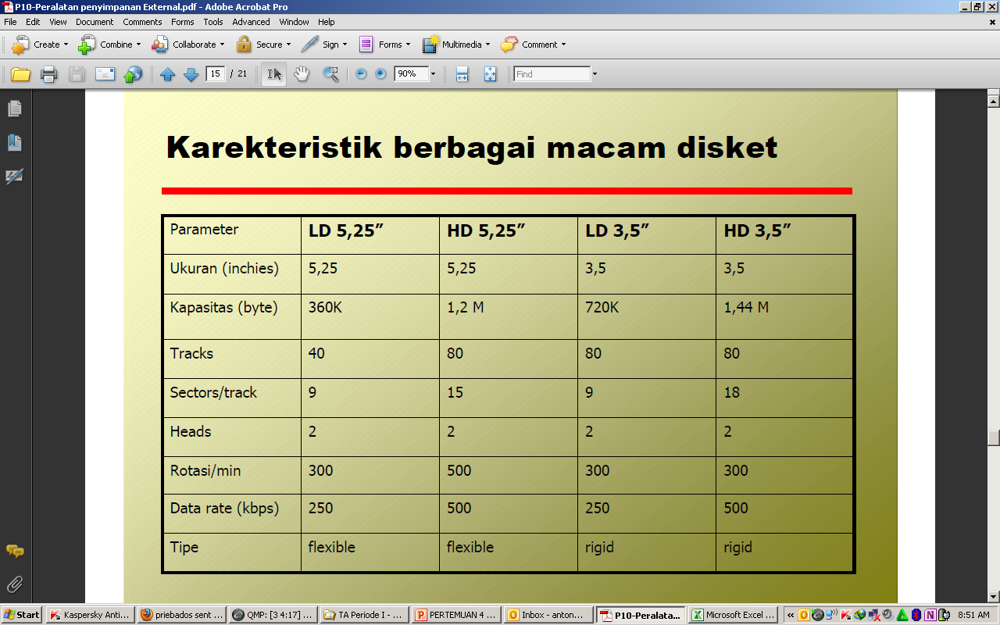 P10-Peralatan penyimpanan External.pdf - Adobe Acrobat Pro
File Edit View Document Comments Forms Tools Advanced Window Help
Create Combine Collaborate Secure Sign Forms Multimedia Comment
15 / 21 90% Find
Karekteristik berbagai macam disket
Parameter LD 5,25” HD 5,25” LD 3,5” HD 3,5”
Ukuran (inchies) 5,25 5,25 3,5 3,5
Kapasitas (byte) 360K 1,2 M 720K 1,44 M
Tracks 40 80 80 80
Sectors/track 9 15 9 18
Heads 2 2 2 2
Rotasi/min 300 500 300 300
Data rate (kbps) 250 500 250 500
Tipe flexible flexible rigid rigid
Start Kaspersky Anti... priebados sent ... QMP: [3 4:17] ... TA Periode I - ... PERTEMUAN 4 ... Inbox - anton... P10-Peralata... Microsoft Excel ... « 8:51 AM